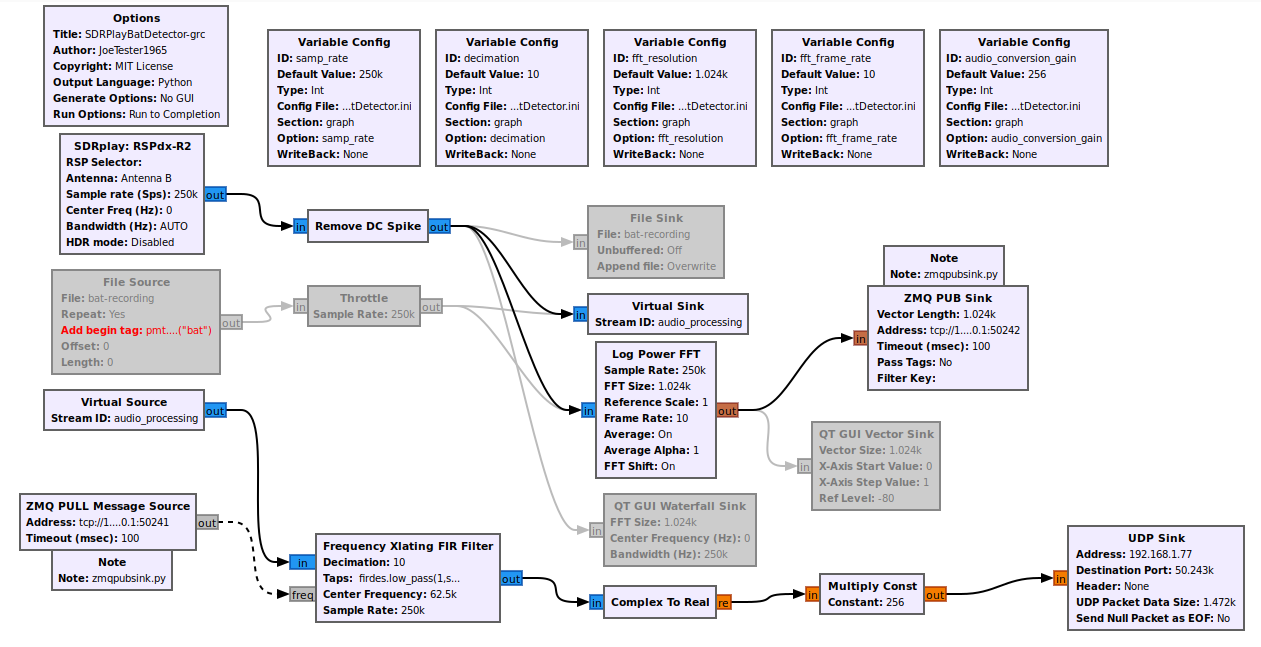 Options
Title: SDRPlayBatDetector-grc
Author: JoeTester1965
Copyright: MIT License
Output Language: Python
Generate Options: No GUI
Run Options: Run to Completion
Variable Config
ID: samp_rate
Default Value: 250k
Type: Int
Config File: ...tDetector.ini
Section: graph
Option: samp_rate
WriteBack: None
Variable Config
ID: decimation
Default Value: 10
Type: Int
Config File: ...tDetector.ini
Section: graph
Option: decimation
WriteBack: None
Variable Config
ID: fft_resolution
Default Value: 1.024k
Type: Int
Config File: ...tDetector.ini
Section: graph
Option: fft_resolution
WriteBack: None
Variable Config
ID: fft_frame_rate
Default Value: 10
Type: Int
Config File: ...tDetector.ini
Section: graph
Option: fft_frame_rate
WriteBack: None
Variable Config
ID: audio_conversion_gain
Default Value: 256
Type: Int
Config File: ...tDetector.ini
Section: graph
Option: audio_conversion_gain
WriteBack: None
SDRplay: RSPdx-R2
RSP Selector:
Antenna: Antenna B
Sample rate (Sps): 250k
Center Freq (Hz): 0
Bandwidth (Hz): AUTO
HDR mode: Disabled
out
in
Remove DC Spike
out
in
File Sink
File: bat-recording
Unbuffered: Off
Append file: Overwrite
File Source
File: bat-recording
Repeat: Yes
Add begin tag: pmt....("bat")
Offset: 0
Length: 0
out
in
Throttle
Sample Rate: 250k
out
in
Virtual Sink
Stream ID: audio_processing
Note
Note: zmqpubsink.py
in
ZMQ PUB Sink
Vector Length: 1.024k
Address: tcp://1....0.1:50242
Timeout (msec): 100
Pass Tags: No
Filter Key:
in
Log Power FFT
Sample Rate: 250k
FFT Size: 1.024k
Reference Scale: 1
Frame Rate: 10
Average: On
Average Alpha: 1
FFT Shift: On
out
Virtual Source
Stream ID: audio_processing
out
in
QT GUI Vector Sink
Vector Size: 1.024k
X-Axis Start Value: 0
X-Axis Step Value: 1
Ref Level: -80
in
QT GUI Waterfall Sink
FFT Size: 1.024k
Center Frequency (Hz): 0
Bandwidth (Hz): 250k
ZMQ PULL Message Source
Address: tcp://1....0.1:50241
Timeout (msec): 100
out
Note
Note: zmqpubsink.py
in
freq
Frequency Xlating FIR Filter
Decimation: 10
Taps: firdes.low_pass(1,s...
Center Frequency: 62.5k
Sample Rate: 250k
out
in
Complex To Real
re
in
Multiply Const
Constant: 256
out
in
UDP Sink
Address: 192.168.1.77
Destination Port: 50.243k
Header: None
UDP Packet Data Size: 1.472k
Send Null Packet as EOF: No